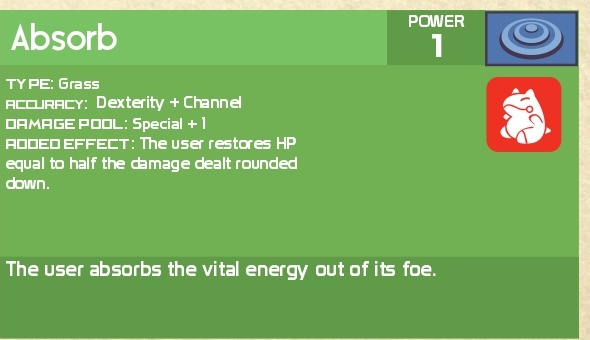 Absorb
POWER
1
TYPE: Grass
ACCURACY: Dexterity + Channel
DAMAGE POOL: Special + 1
ADDED EFFECT: The user restores HP
equal to half the damage dealt rounded
down.
The user absorbs the vital energy out of its foe.